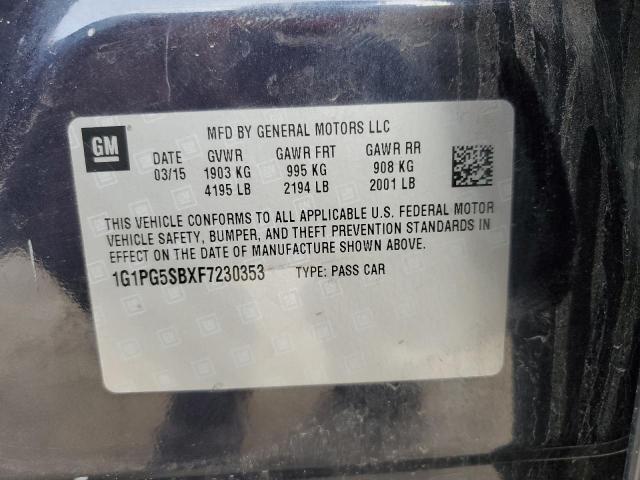 GM
MFD BY GENERAL MOTORS LLC
DATE GVWR GAWR FRT GAWR RR
03/15 1903 KG 995 KG 908 KG
4195 LB 2194 LB 2001 LB
THIS VEHICLE CONFORMS TO ALL APPLICABLE U.S. FEDERAL MOTOR
VEHICLE SAFETY, BUMPER, AND THEFT PREVENTION STANDARDS IN
EFFECT ON THE DATE OF MANUFACTURE SHOWN ABOVE.
1G1PG5SBXF7230353 TYPE: PASS CAR